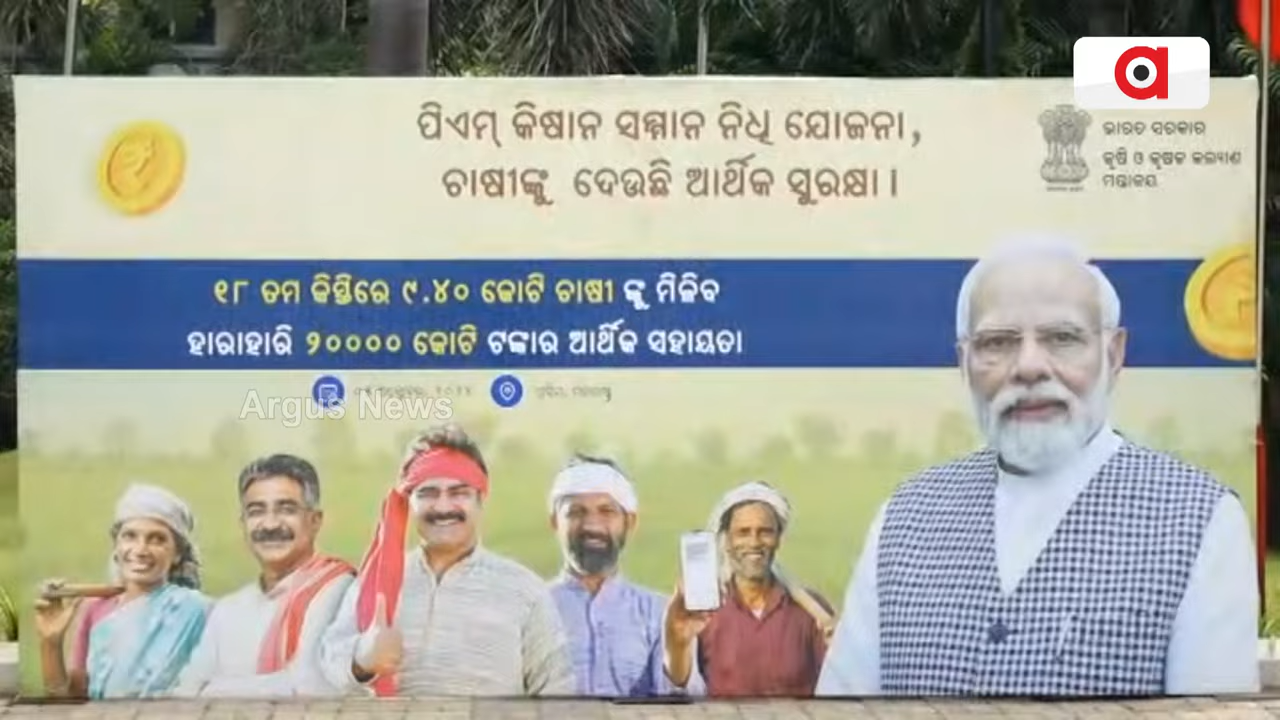 ପିଏମ୍ କିଷାନ ସମ୍ମାନ ନିଧି ଯୋଜନା,
ଚାଷୀଙ୍କୁ ଦେଉଛି ଆର୍ଥିକ ସୁରକ୍ଷା।
ଭାରତ ସରକାର
କୃଷି ଓ କୃଷକ କଲ୍ୟାଣ
ମନ୍ତ୍ରାଳୟ
୧୮ ତମ କିସ୍ତିରେ ୯.୪୦ କୋଟି ଚାଷୀ ଙ୍କୁ ମିଳିବ
ହାରାହାରି ୨୦୦୦୦ କୋଟି ଟଙ୍କାର ଆର୍ଥିକ ସହାୟତା
Argus News